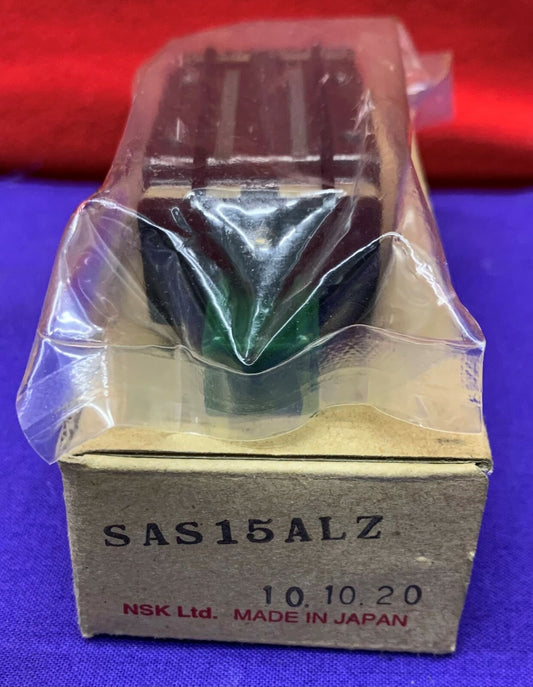 SAS15ALZ
10.10.20
NSK Ltd. MADE IN JAPAN